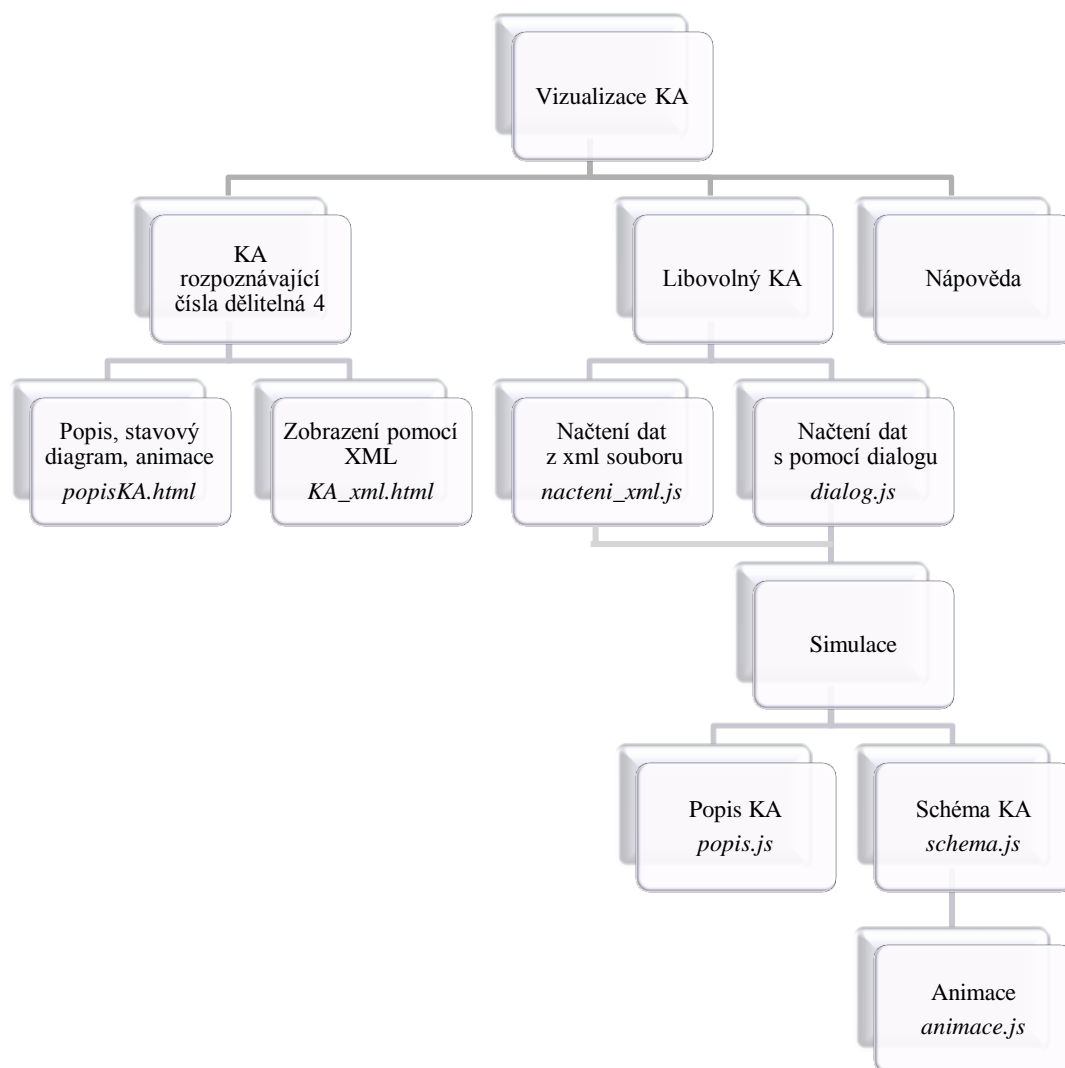 Vizualizace KA
KA
rozpoznávající
čísla dělitelná 4
Libovolný KA
Nápověda
Popis, stavový
diagram, animace
popisKA.html
Zobrazení pomocí
XML
KA_xml.html
Načtení dat
z xml souboru
nacteni_xml.js
Načtení dat
s pomocí dialogu
dialog.js
Simulace
Popis KA
popis.js
Schéma KA
schema.js
Animace
animace.js